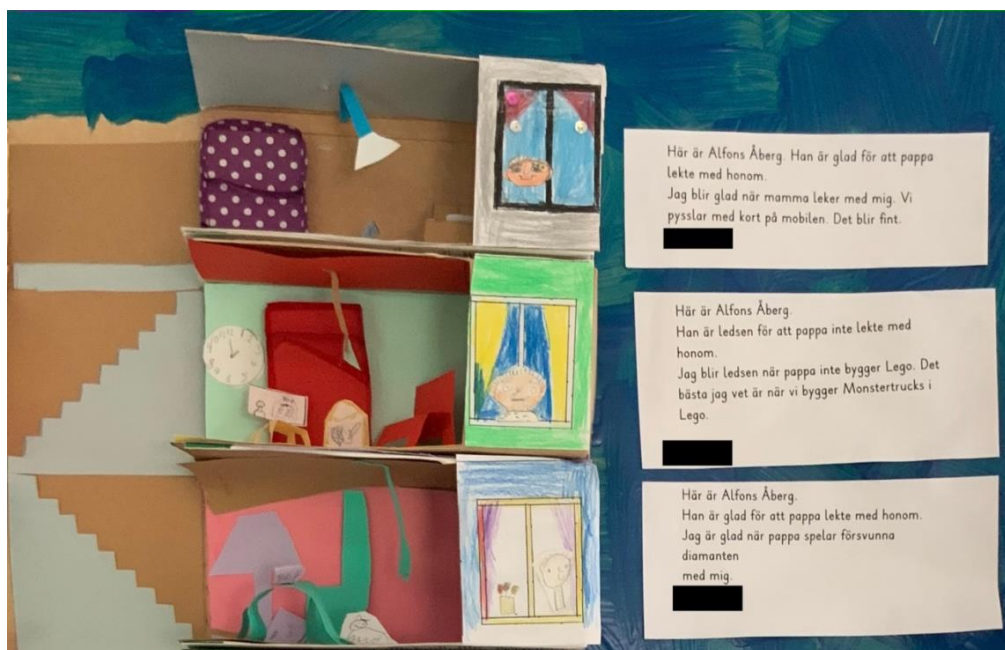 Här är Alfons Åberg. Han är glad för att pappa
lekte med honom.
Jag blir glad när mamma leker med mig. Vi
pysslar med kort på mobilen. Det blir fint.
Här är Alfons Åberg.
Han är ledsen för att pappa inte lekte med
honom.
Jag blir ledsen när pappa inte bygger Lego. Det
bästa jag vet är när vi bygger Monstertrucks i
Lego.
Här är Alfons Åberg.
Han är glad för att pappa lekte med honom.
Jag är glad när pappa spelar försvunna
diamanten
med mig.